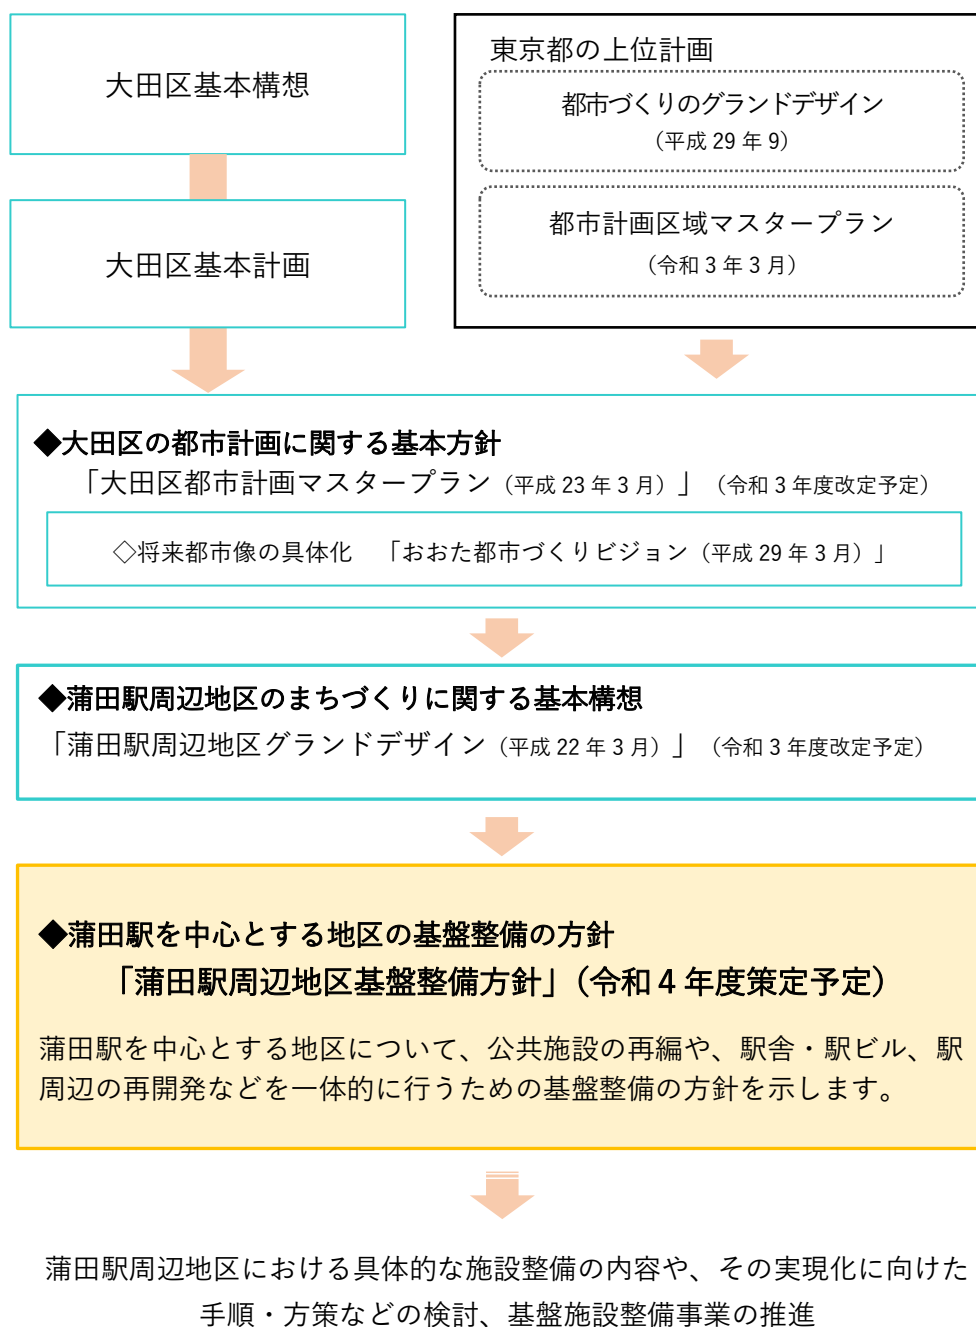 大田区基本構想
大田区基本計画
東京都の上位計画
都市づくりのグランドデザイン
（平成 29 年 9）
都市計画区域マスタープラン
（令和 3 年 3 月）
◆大田区の都市計画に関する基本方針
「大田区都市計画マスタープラン（平成 23 年 3 月）」（令和 3 年度改定予定）
◇将来都市像の具体化　「おおた都市づくりビジョン（平成 29 年 3 月）」
◆蒲田駅周辺地区のまちづくりに関する基本構想
「蒲田駅周辺地区グランドデザイン（平成 22 年 3 月）」（令和 3 年度改定予定）
◆蒲田駅を中心とする地区の基盤整備の方針
「蒲田駅周辺地区基盤整備方針」（令和 4 年度策定予定）
蒲田駅を中心とする地区について、公共施設の再編や、駅舎・駅ビル、駅
周辺の再開発などを一体的に行うための基盤整備の方針を示します。
蒲田駅周辺地区における具体的な施設整備の内容や、その実現化に向けた
手順・方策などの検討、基盤施設整備事業の推進